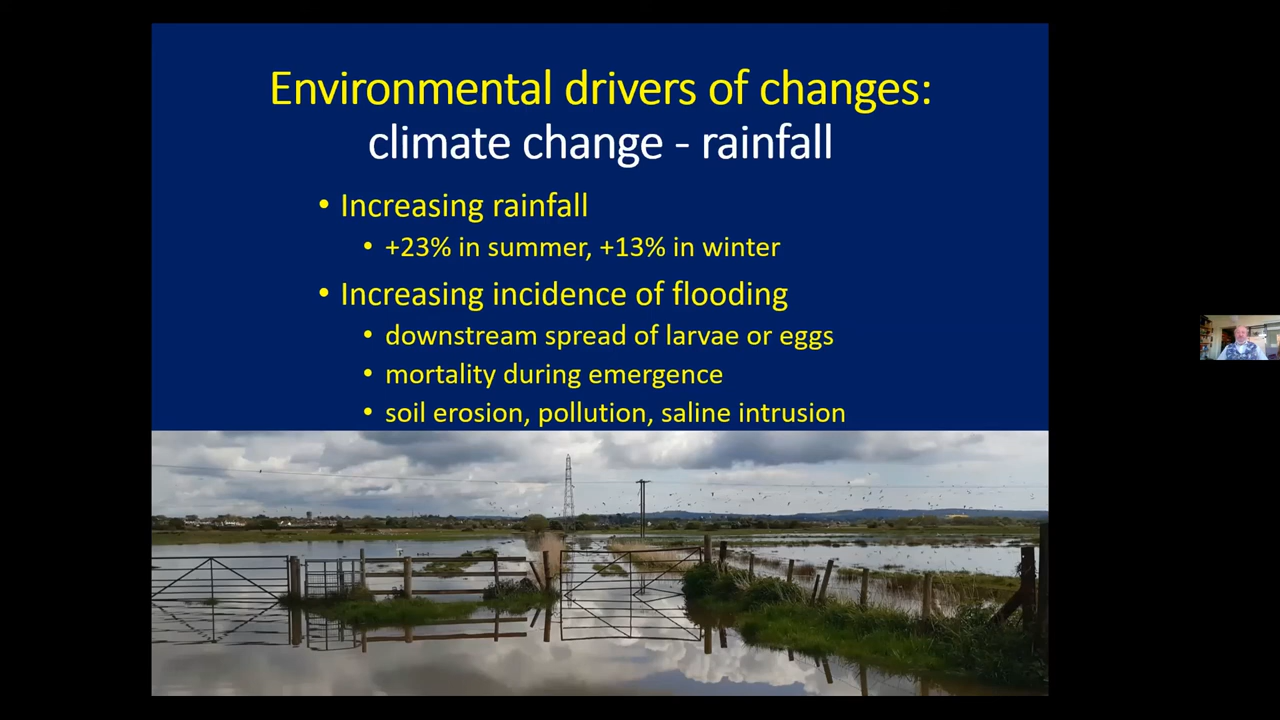 Environmental drivers of changes:
climate change - rainfall
• Increasing rainfall
• +23% in summer, +13% in winter
• Increasing incidence of flooding
• downstream spread of larvae or eggs
• mortality during emergence
• soil erosion, pollution, saline intrusion